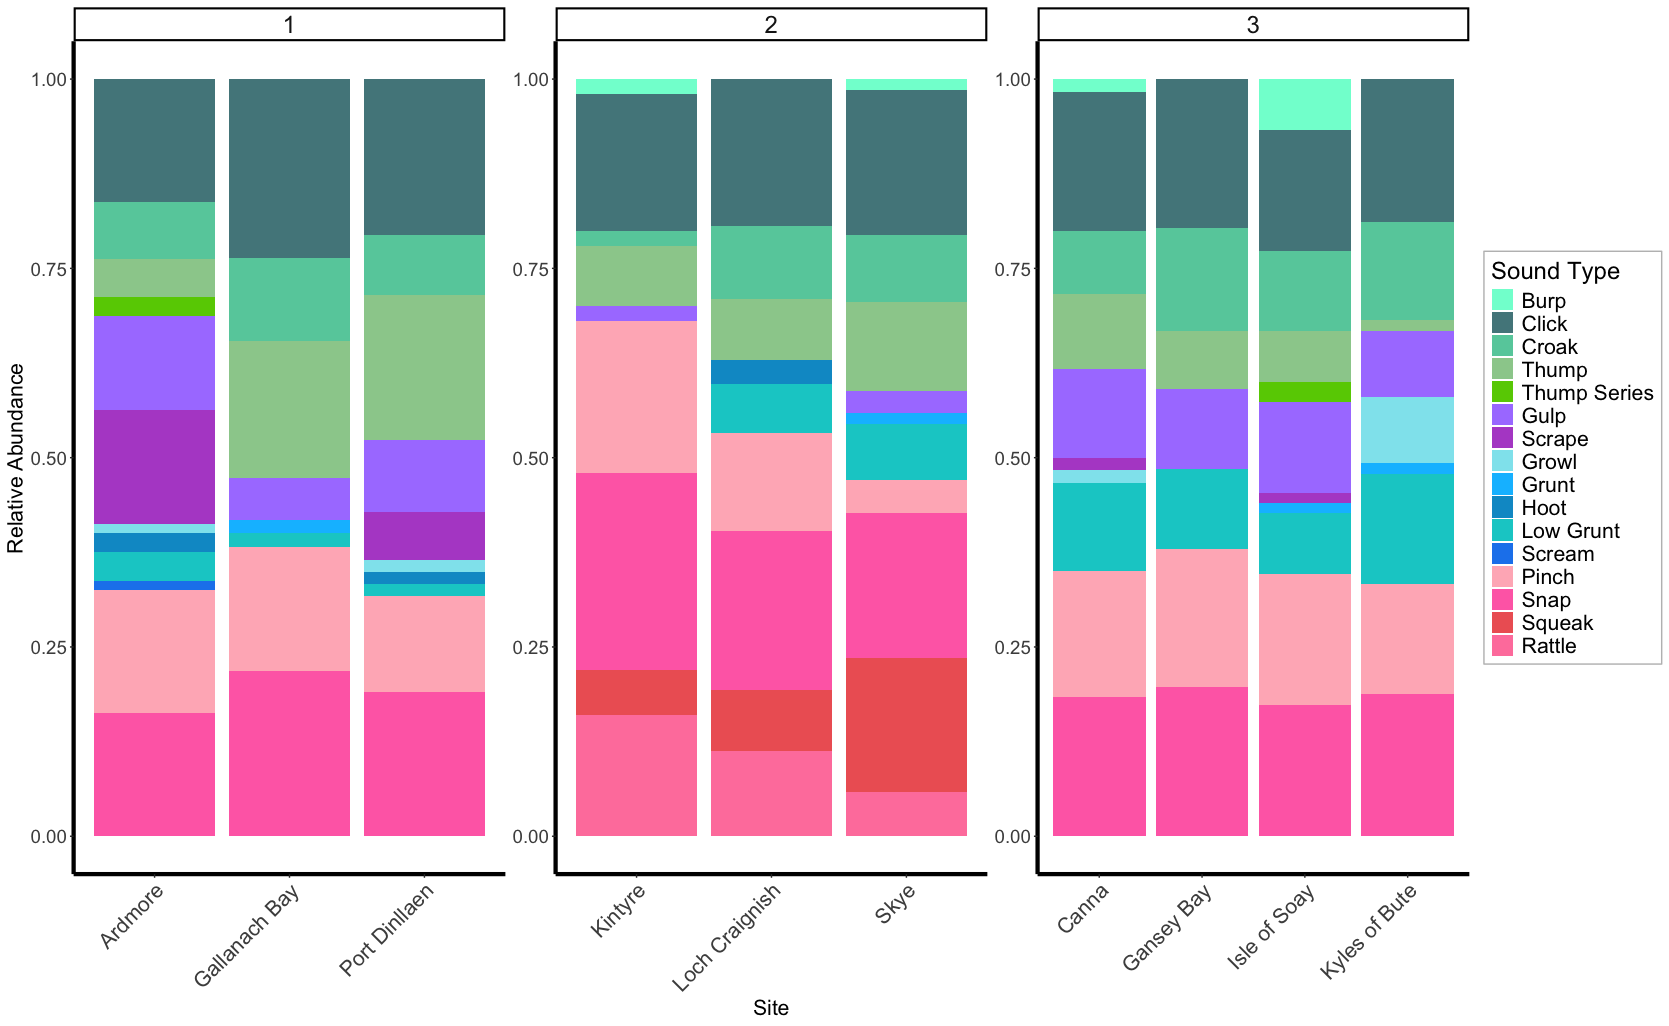 1
2
3
1.00
0.75
0.50
0.25
0.00
1.00
0.75
0.50
0.25
0.00
1.00
0.75
0.50
0.25
0.00
Relative Abundance
Ardmore
Gallanach Bay
Port Dinllaen
Kintyre
Loch Craignish
Skye
Canna
Gansey Bay
Isle of Soay
Kyles of Bute
Site
Sound Type
Burp
Click
Croak
Thump
Thump Series
Gulp
Scrape
Growl
Grunt
Hoot
Low Grunt
Scream
Pinch
Snap
Squeak
Rattle